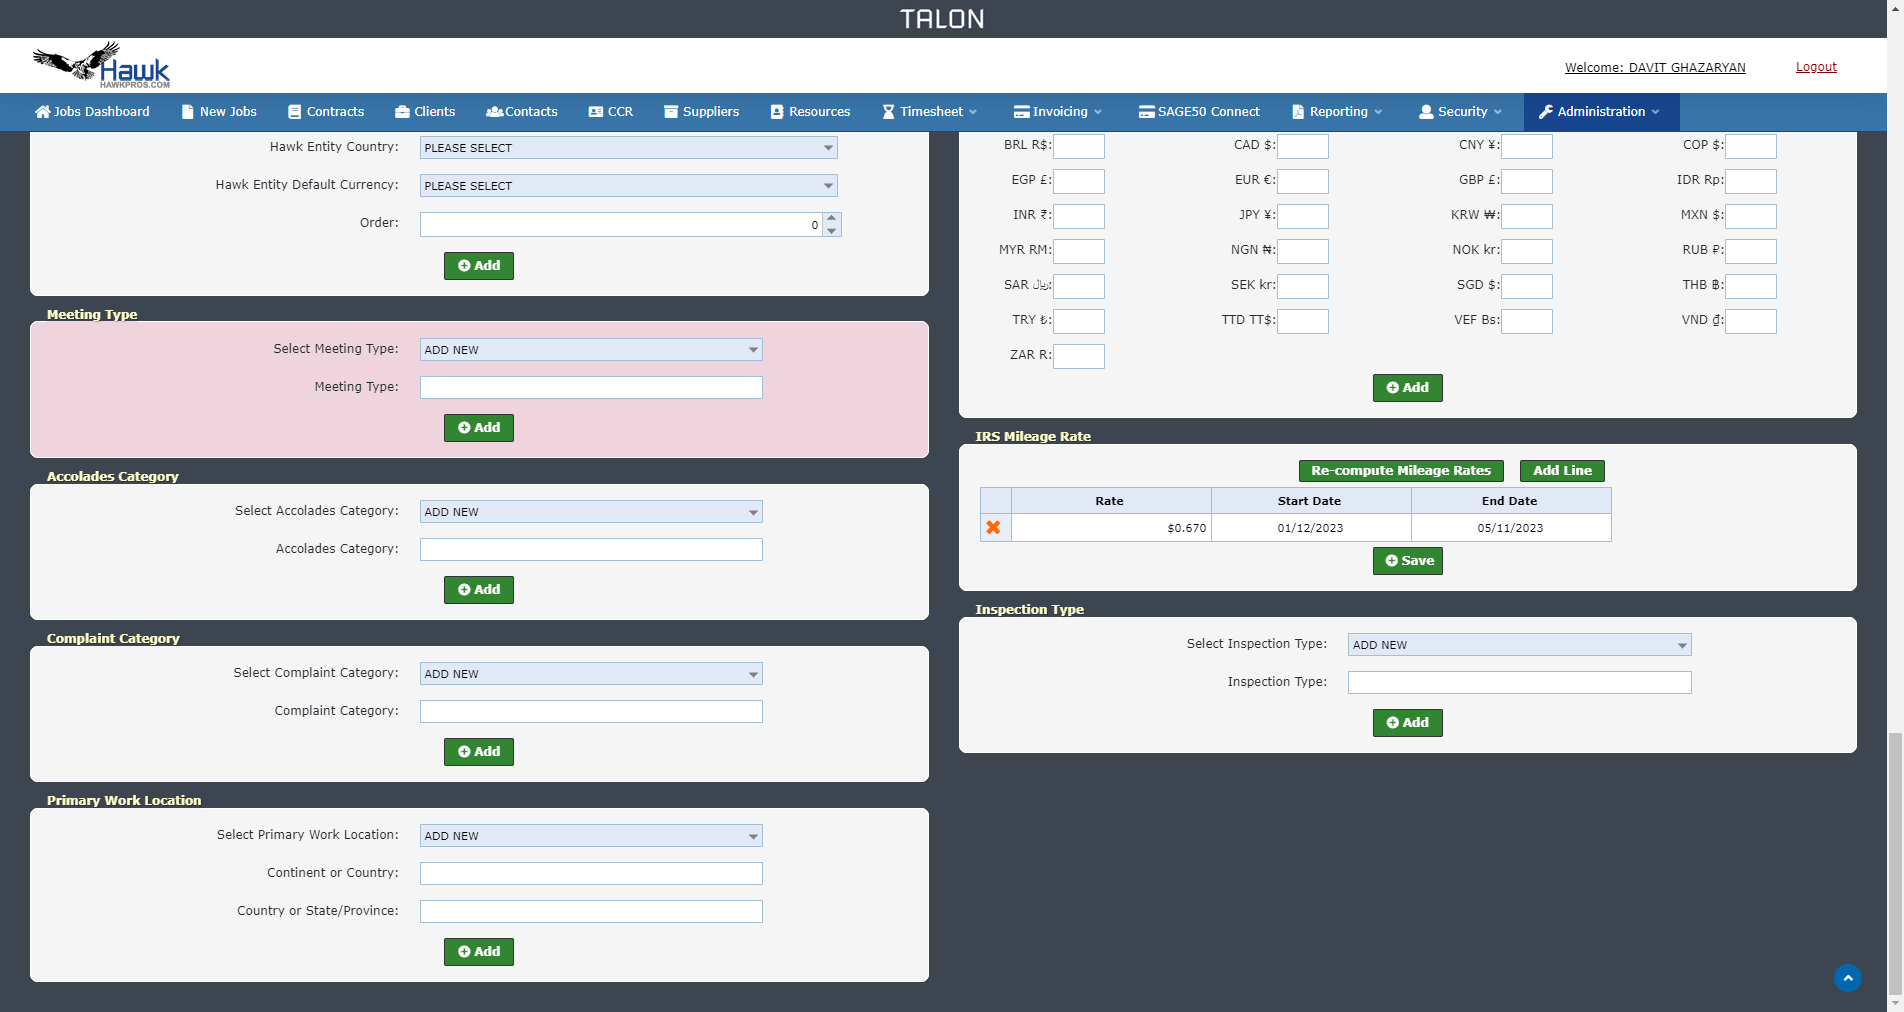 TALON
Hawk
HAWKPROS.COM
Welcome: DAVIT GHAZARYAN
Logout
Jobs Dashboard
New Jobs
Contracts
Clients
Contacts
CCR
Suppliers
Resources
Timesheet
Invoicing
SAGE50 Connect
Reporting
Security
Administration
Hawk Entity Country:
PLEASE SELECT
Hawk Entity Default Currency:
PLEASE SELECT
Order:
0
Add
Meeting Type
Select Meeting Type:
ADD NEW
Meeting Type:
Add
Accolades Category
Select Accolades Category:
ADD NEW
Accolades Category:
Add
Complaint Category
Select Complaint Category:
ADD NEW
Complaint Category:
Add
Primary Work Location
Select Primary Work Location:
ADD NEW
Continent or Country:
Country or State/Province:
Add
BRL R$:
CAD $:
CNY ¥:
COP $:
EGP £:
EUR €:
GBP £:
IDR Rp:
INR ₹:
JPY ¥:
KRW ₩:
MXN $:
MYR RM:
NGN ₦:
NOK kr:
RUB ₽:
SAR ﷼:
SEK kr:
SGD $:
THB ฿:
TRY ₺:
TTD TT$:
VEF Bs:
VND ₫:
ZAR R:
Add
IRS Mileage Rate
Re-compute Mileage Rates
Add Line
Rate
Start Date
End Date
$0.670
01/12/2023
05/11/2023
Save
Inspection Type
Select Inspection Type:
ADD NEW
Inspection Type:
Add